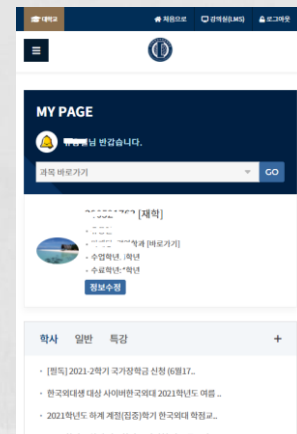 대학교
처음으로 강의실(LMS) 로그아웃
MY PAGE
님 반갑습니다.
과목 바로가기 GO
[재학]
학과 [바로가기]
· 수업학년: 학년
· 수료학년: 학년
정보수정
학사 일반 특강 +
· [필독] 2021-2학기 국가장학금 신청 (6월17..
· 한국외대생 대상 사이버한국외대 2021학년도 여름 ..
· 2021학년도 하계 계절(집중)학기 한국외대 학점교..